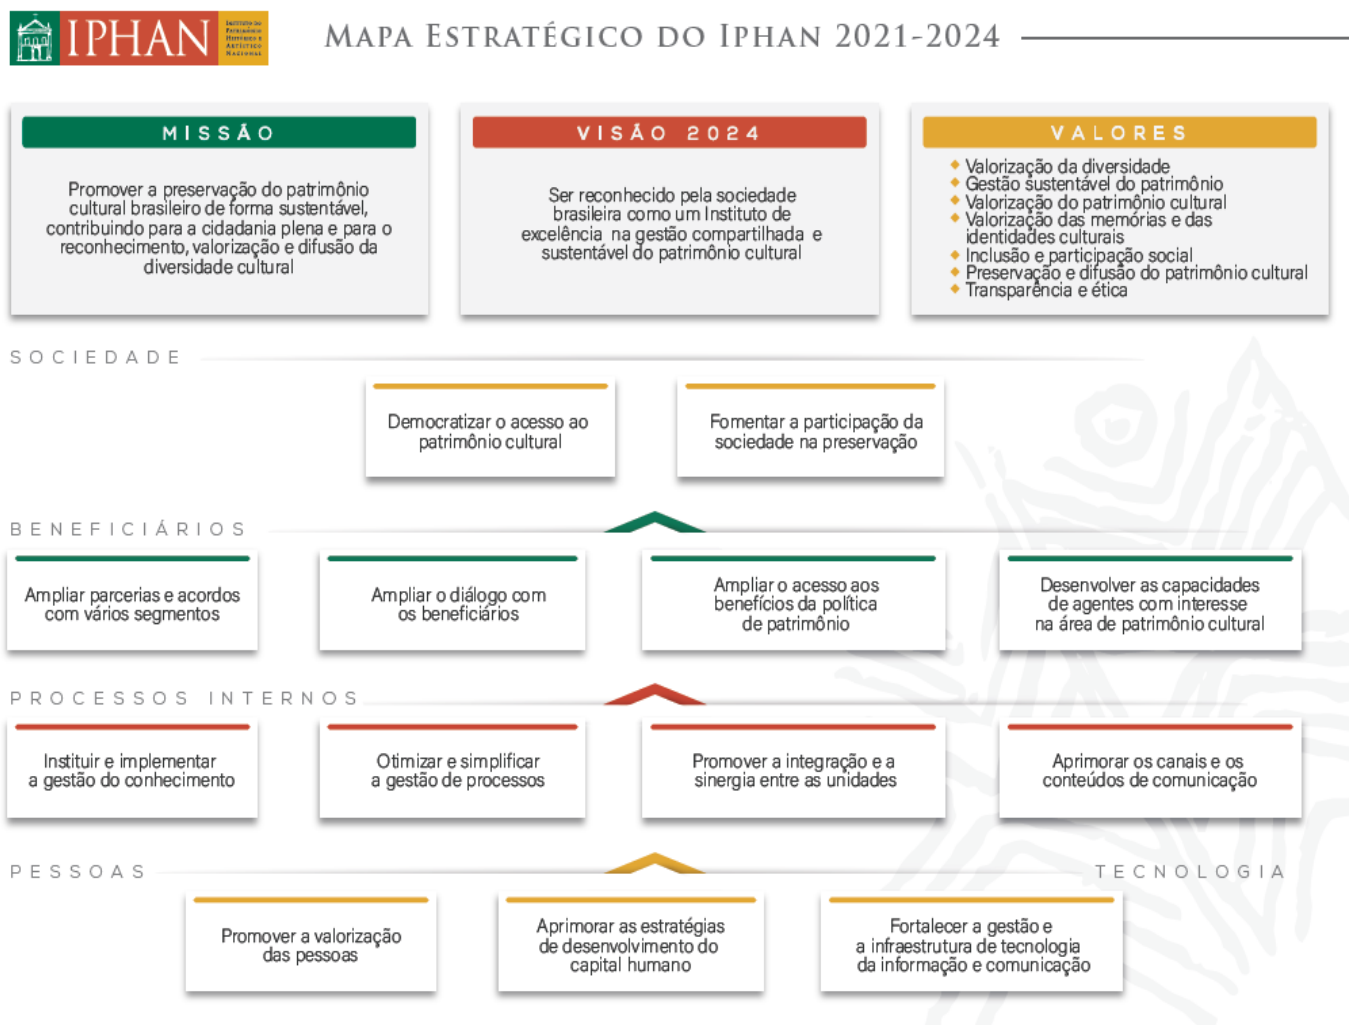 IPHAN
INSTITUTO DO
PATRIMÔNIO
HISTÓRICO E
ARTÍSTICO
NACIONAL
MAPA ESTRATÉGICO DO IPHAN 2021-2024
MISSÃO
Promover a preservação do patrimônio
cultural brasileiro de forma sustentável,
contribuindo para a cidadania plena e para o
reconhecimento, valorização e difusão da
diversidade cultural
VISÃO 2024
Ser reconhecido pela sociedade
brasileira como um Instituto de
excelência na gestão compartilhada e
sustentável do patrimônio cultural
VALORES
Valorização da diversidade
Gestão sustentável do patrimônio
Valorização do patrimônio cultural
Valorização das memórias e das
identidades culturais
Inclusão e participação social
Preservação e difusão do patrimônio cultural
Transparência e ética
SOCIEDADE
Democratizar o acesso ao
patrimônio cultural
Fomentar a participação da
sociedade na preservação
BENEFICIÁRIOS
Ampliar parcerias e acordos
com vários segmentos
Ampliar o diálogo com
os beneficiários
Ampliar o acesso aos
benefícios da política
de patrimônio
Desenvolver as capacidades
de agentes com interesse
na área de patrimônio cultural
PROCESSOS INTERNOS
Instituir e implementar
a gestão do conhecimento
Otimizar e simplificar
a gestão de processos
Promover a integração e a
sinergia entre as unidades
Aprimorar os canais e os
conteúdos de comunicação
PESSOAS
TECNOLOGIA
Promover a valorização
das pessoas
Aprimorar as estratégias
de desenvolvimento do
capital humano
Fortalecer a gestão e
a infraestrutura de tecnologia
da informação e comunicação